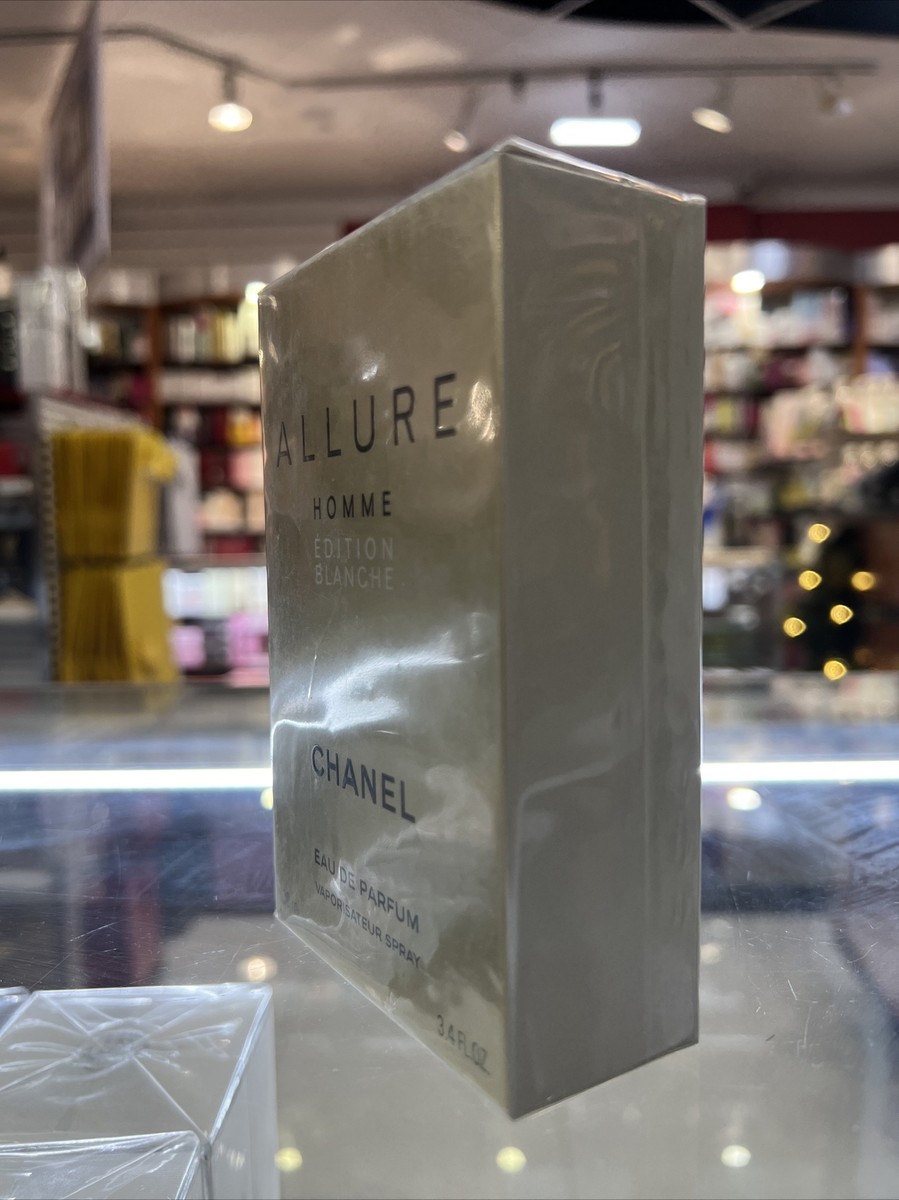 ALLURE
HOMME
ÉDITION
BLANCHE
CHANEL
EAU DE PARFUM
VAPORISATEUR SPRAY
3.4 FL.OZ.